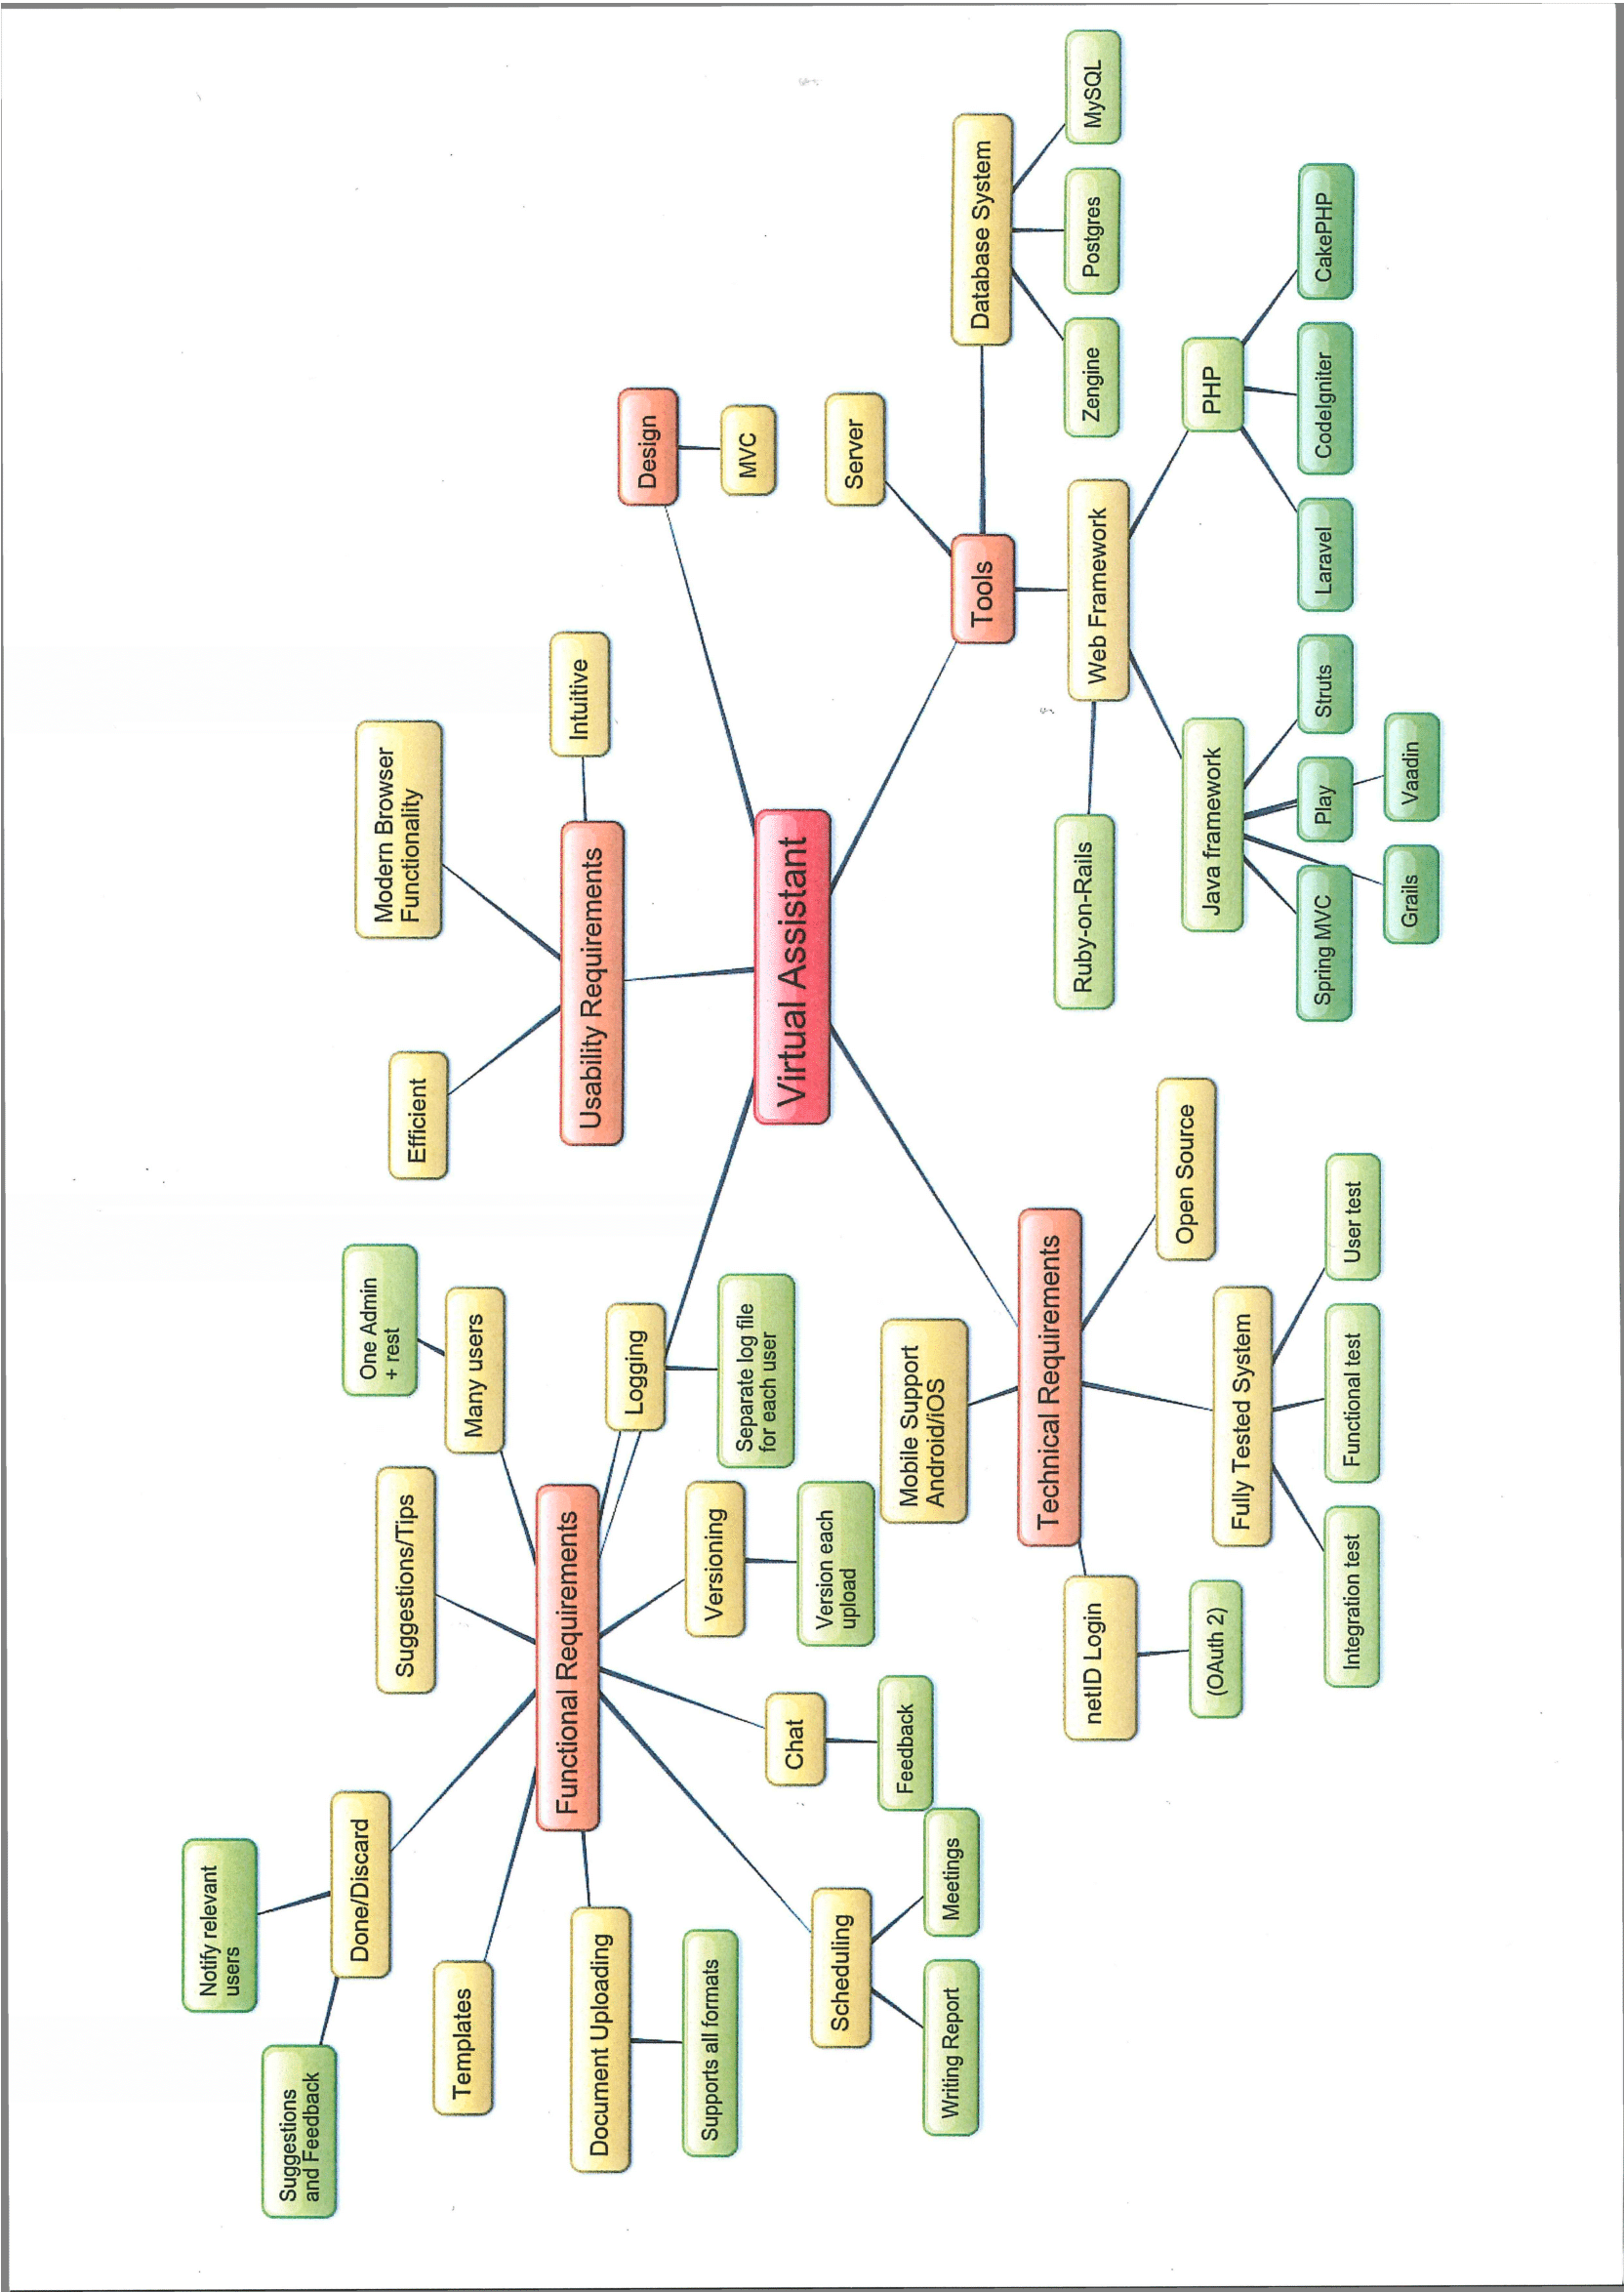 Suggestions
and Feedback
Notify relevant
users
Done/Discard
Suggestions/Tips
One Admin
+ rest
Many users
Efficient
Modern Browser
Functionality
Intuitive
Usability Requirements
Templates
Functional Requirements
Logging
Separate log file
for each user
Design
MVC
Document Uploading
Supports all formats
Versioning
Version each
upload
Chat
Feedback
Scheduling
Writing Report
Meetings
Virtual Assistant
Server
Tools
Database System
Zengine
Postgres
MySQL
Mobile Support
Android/iOS
Technical Requirements
netID Login
(OAuth 2)
Open Source
Fully Tested System
Integration test
Functional test
User test
Web Framework
Ruby-on-Rails
Java framework
PHP
Spring MVC
Play
Struts
Laravel
CodeIgniter
CakePHP
Grails
Vaadin